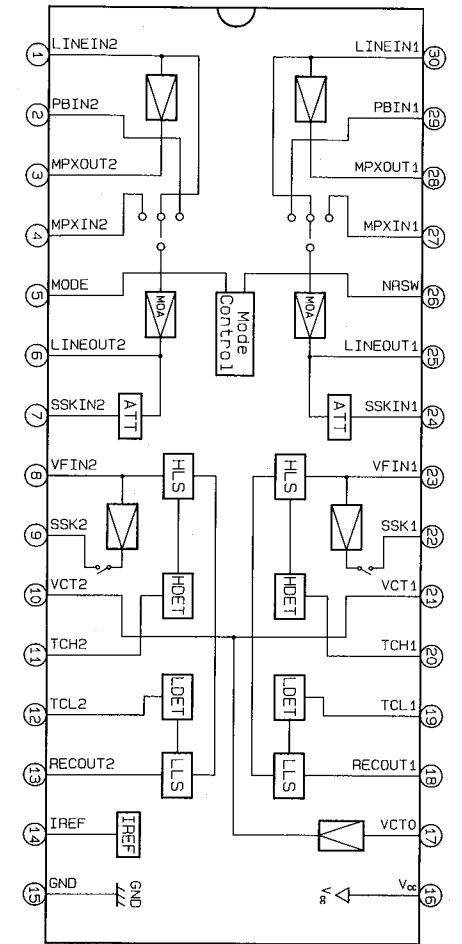 1 LINEIN2
2 PBIN2
3 MPXOUT2
4 MPXIN2
5 MODE
6 LINEOUT2
7 SSKIN2
8 VFIN2
9 SSK2
10 VCT2
11 TCH2
12 TCL2
13 RECOUT2
14 IREF
15 GND
LINEIN1 30
PBIN1 29
MPXOUT1 28
MPXIN1 27
NRSW 26
LINEOUT1 25
SSKIN1 24
VFIN1 23
SSK1 22
VCT1 21
TCH1 20
TCL1 19
RECOUT1 18
VCTO 17
Vcc 16
MOA
Mode
Control
MOA
ATT
ATT
HLS
HLS
HDET
HDET
LDET
LDET
LLS
LLS
IREF
GND
Vcc